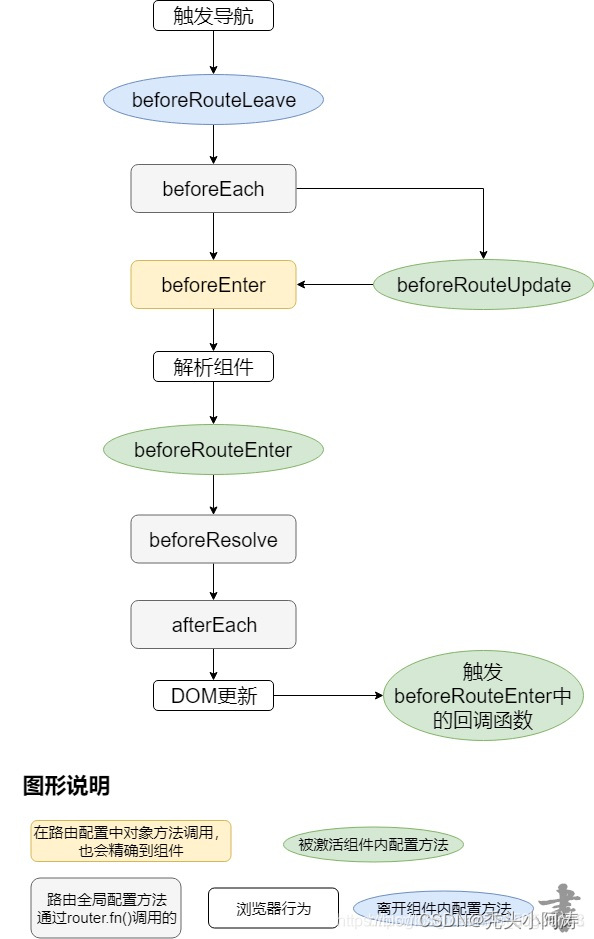 触发导航
beforeRouteLeave
beforeEach
beforeEnter
beforeRouteUpdate
解析组件
beforeRouteEnter
beforeResolve
afterEach
DOM更新
触发
beforeRouteEnter中
的回调函数
图形说明
在路由配置中对象方法调用，
也会精确到组件
被激活组件内配置方法
路由全局配置方法
通过router.fn()调用的
浏览器行为
离开组件内配置方法
CSDN @秃头小阿涛